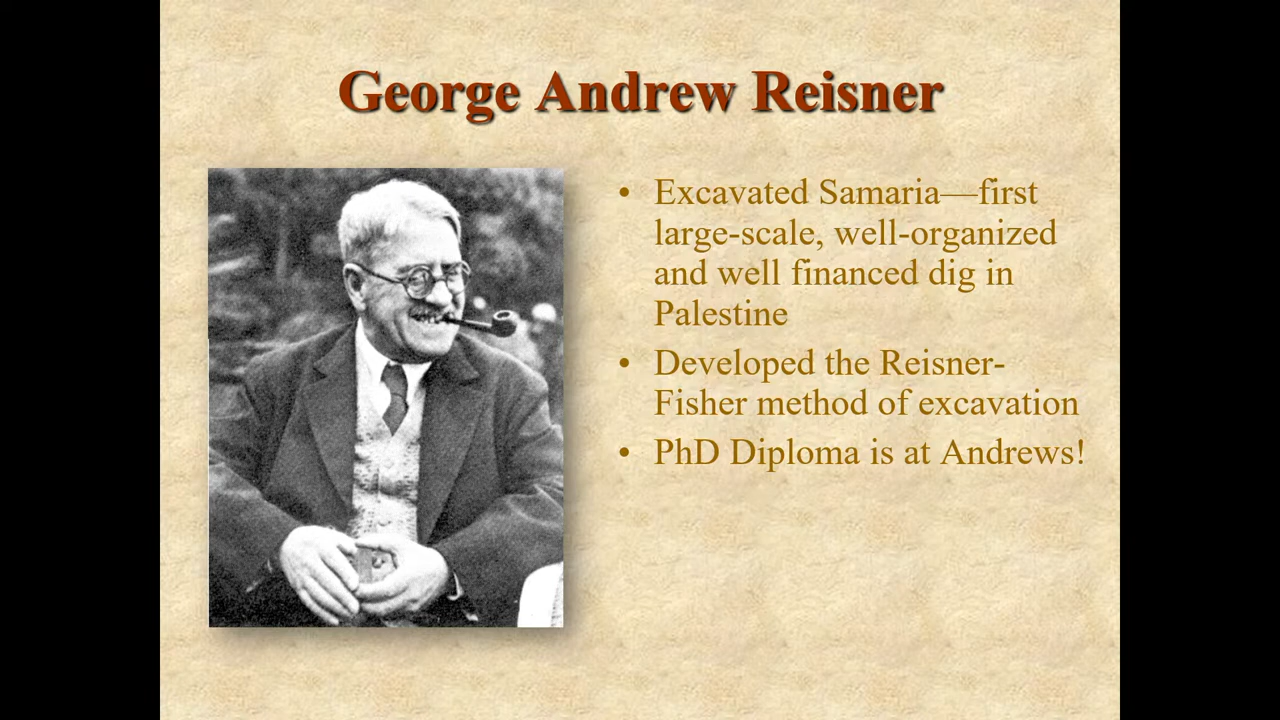 George Andrew Reisner
• Excavated Samaria—first
large-scale, well-organized
and well financed dig in
Palestine
• Developed the Reisner-
Fisher method of excavation
• PhD Diploma is at Andrews!